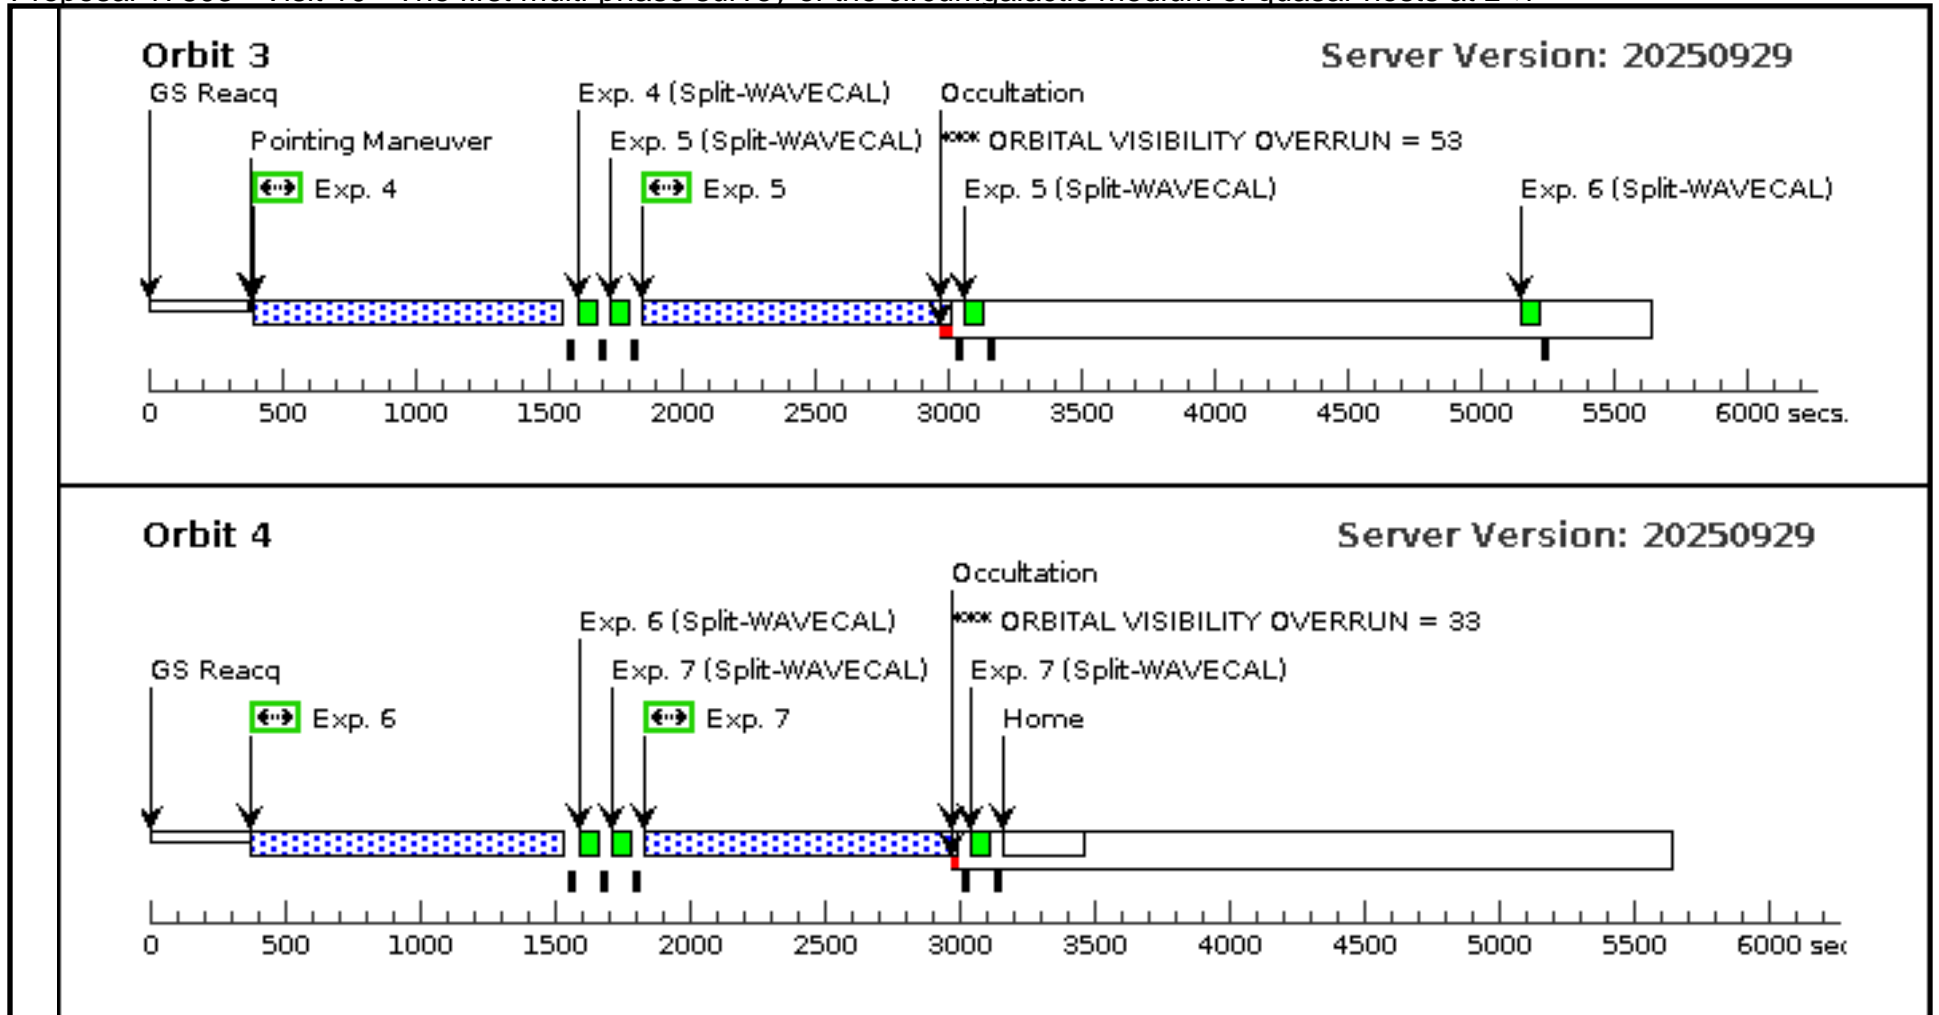 Orbit 3
Server Version: 20250929
GS Reacq
Exp. 4 (Split-WAVECAL)
Occultation
Pointing Maneuver
Exp. 5 (Split-WAVECAL)
**** ORBITAL VISIBILITY OVERRUN = 53
Exp. 4
Exp. 5
Exp. 5 (Split-WAVECAL)
Exp. 6 (Split-WAVECAL)
0 500 1000 1500 2000 2500 3000 3500 4000 4500 5000 5500 6000 secs.
Orbit 4
Server Version: 20250929
Occultation
Exp. 6 (Split-WAVECAL)
**** ORBITAL VISIBILITY OVERRUN = 33
GS Reacq
Exp. 7 (Split-WAVECAL)
Exp. 7 (Split-WAVECAL)
Exp. 6
Exp. 7
Home
0 500 1000 1500 2000 2500 3000 3500 4000 4500 5000 5500 6000 sec